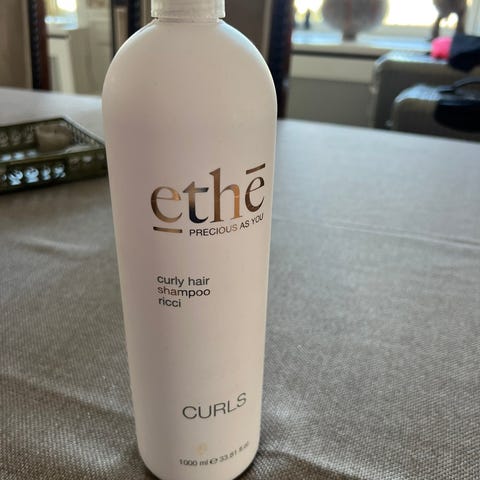 ethē
PRECIOUS AS YOU
curly hair
shampoo
ricci
CURLS
1000 ml ℮ 33.81 fl.oz